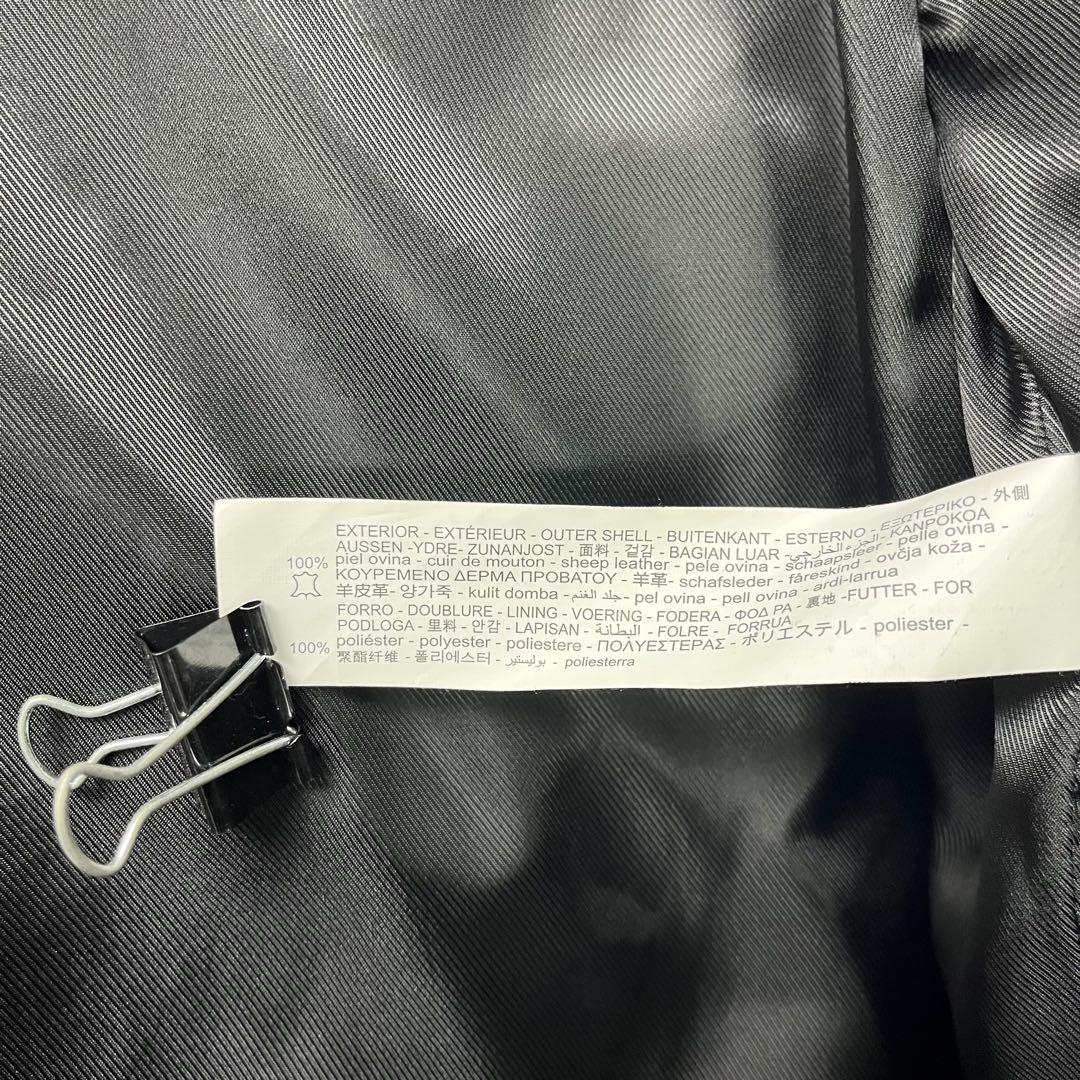 EXTERIOR - EXTÉRIEUR - OUTER SHELL - BUITENKANT - ESTERNO - ΕΞΩΤΕΡΙΚΟ - 外側
AUSSEN -YDRE- ZUNANJOST - 面料 - 겉감 - BAGIAN LUAR -الجزء الخارجي- KANPOKOA
100% piel ovina - cuir de mouton - sheep leather - pele ovina - schaapsleer - pelle ovina -
ΚΟΥΡΕΜΕΝΟ ΔΕΡΜΑ ΠΡΟΒΑΤΟΥ - 羊革 - schafsleder - fåreskind - ovčja koža -
羊皮革 - 양가죽 - kulit domba -جلد الغنم- pel ovina - pell ovina - ardi-larrua
FORRO - DOUBLURE - LINING - VOERING - FODERA - ΦΟΔ ΡΑ - 裏地 -FUTTER - FOR
PODLOGA - 里料 - 안감 - LAPISAN - البطانة - FOLRE - FORRUA
100% poliéster - polyester - poliestere - ΠΟΛΥΕΣΤΕΡΑΣ - ポリエステル - poliester -
聚酯纤维 - 폴리에스터 - بوليستير - poliesterra